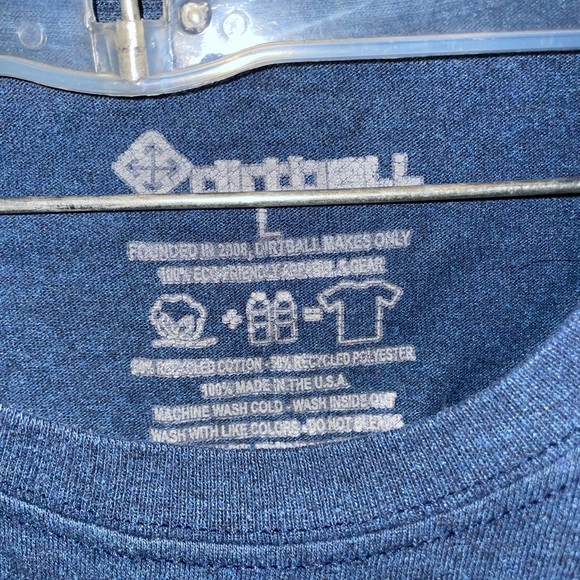 dirtball
L
FOUNDED IN 2008, DIRTBALL MAKES ONLY
100% ECO-FRIENDLY APPAREL & GEAR
+ =
RECYCLED COTTON - 50% RECYCLED POLYESTER
100% MADE IN THE U.S.A.
MACHINE WASH COLD - WASH INSIDE OUT
WASH WITH LIKE COLORS - DO NOT BLEACH